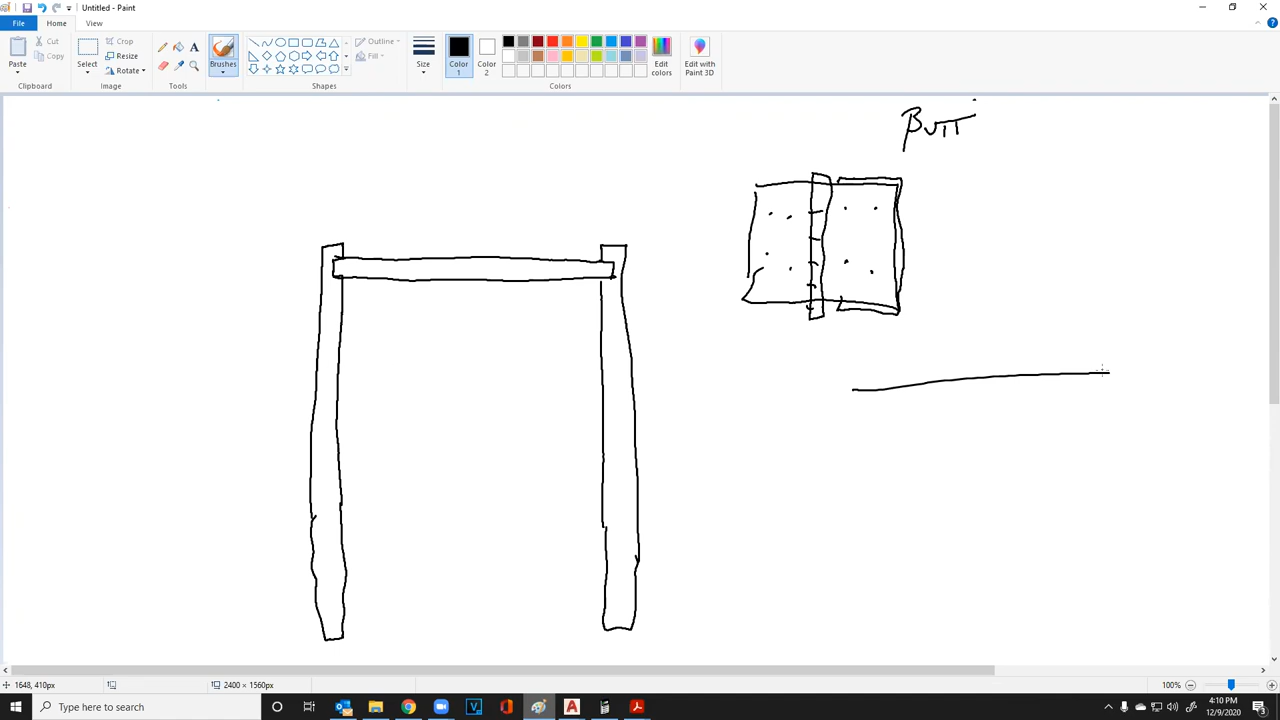 Untitled - Paint
File Home View
Paste
Cut
Copy
Clipboard
Select
Crop
Resize
Rotate
Image
Tools
Brushes
Outline
Fill
Shapes
Size
Color 1
Color 2
Edit colors
Colors
Edit with Paint 3D
BUTT
1648, 410px
2400 × 1560px
100%
Type here to search
4:10 PM
12/9/2020